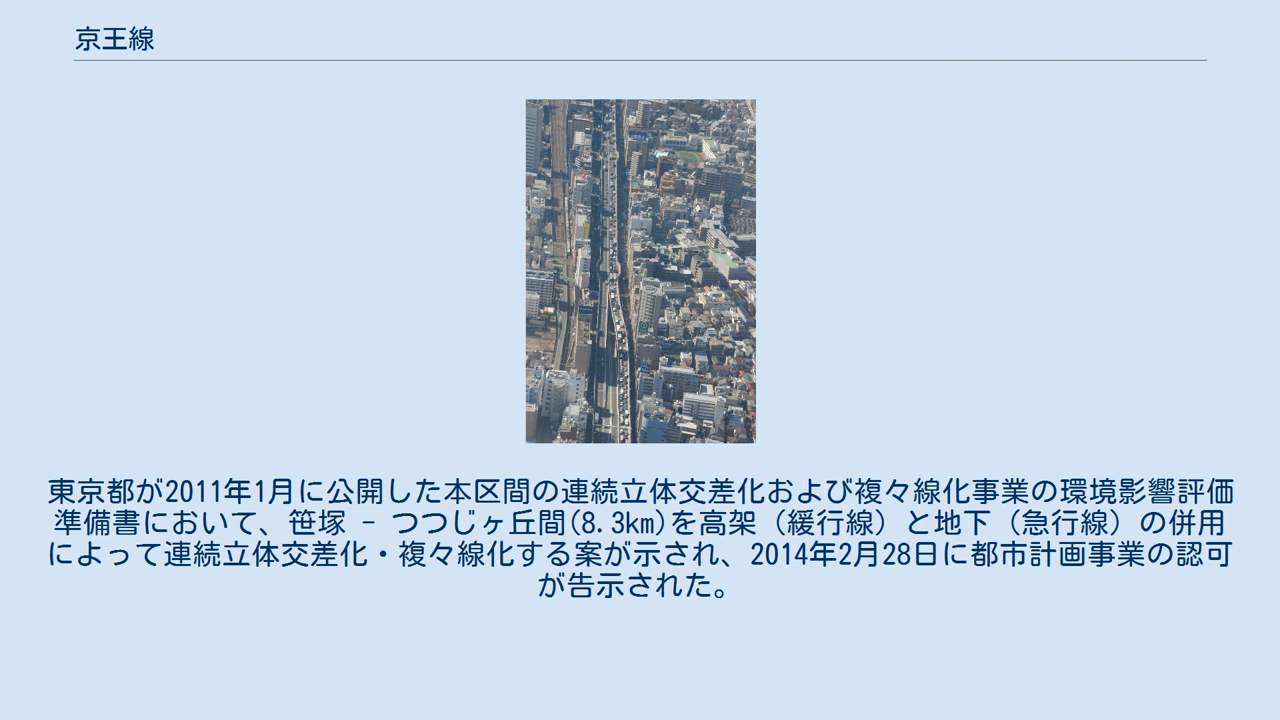 京王線
東京都が2011年1月に公開した本区間の連続立体交差化および複々線化事業の環境影響評価
準備書において、笹塚 - つつじヶ丘間(8.3km)を高架（緩行線）と地下（急行線）の併用
によって連続立体交差化・複々線化する案が示され、2014年2月28日に都市計画事業の認可
が告示された。